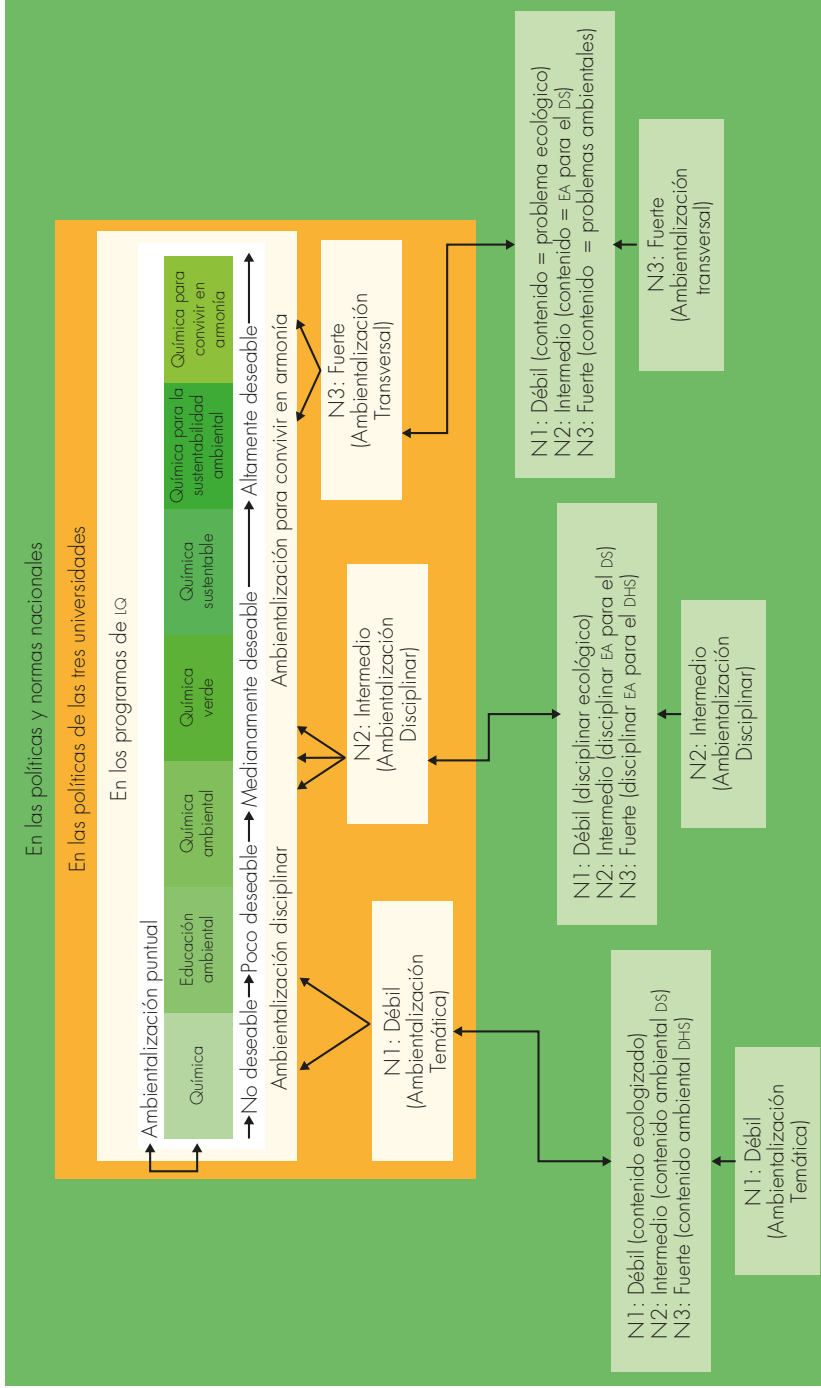 En las políticas y normas nacionales
En las políticas de las tres universidades
En los programas de LQ
Ambientalización puntual
Química
Educación
ambiental
Química
ambiental
Química
verde
Química
sustentable
Química para la
sustentabilidad
ambiental
Química para
convivir en
armonía
No deseable
Poco deseable
Medianamente deseable
Altamente deseable
Ambientalización disciplinar
Ambientalización para convivir en armonía
N1: Débil
(Ambientalización
Temática)
N2: Intermedio
(Ambientalización
Disciplinar)
N3: Fuerte
(Ambientalización
Transversal)
N1: Débil (contenido ecologizado)
N2: Intermedio (contenido ambiental DS)
N3: Fuerte (contenido ambiental DHS)
N1: Débil (disciplinar ecológico)
N2: Intermedio (disciplinar EA para el DS)
N3: Fuerte (disciplinar EA para el DHS)
N1: Débil (contenido = problema ecológico)
N2: Intermedio (contenido = EA para el DS)
N3: Fuerte (contenido = problemas ambientales)
N1: Débil
(Ambientalización
Temática)
N2: Intermedio
(Ambientalización
Disciplinar)
N3: Fuerte
(Ambientalización
transversal)